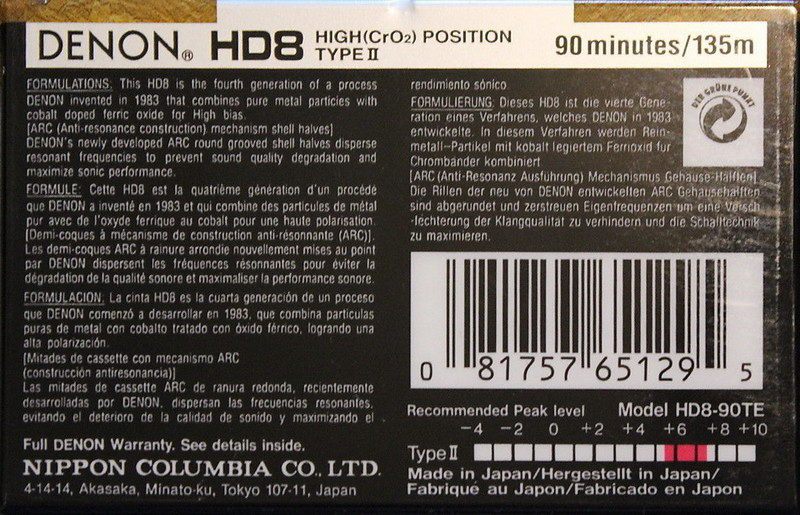 DENON® HD8 HIGH(CrO₂) POSITION
TYPE II
90 minutes/135m
FORMULATIONS. This HD8 is the fourth generation of a process
DENON invented in 1983 that combines pure metal particles with
cobalt doped ferric oxide for High bias.
[ARC (Anti-resonance construction) mechanism shell halves]
DENON's newly developed ARC round grooved shell halves disperse
resonant frequencies to prevent sound quality degradation and
maximize sonic performance.
FORMULE: Cette HD8 est la quatrième génération d'un procédé
que DENON a inventé en 1983 et qui combine des particules de métal
pur avec de l'oxyde ferrique au cobalt pour une haute polarisation.
[Demi-coques à mécanisme de construction anti-résonnante (ARC)].
Les demi-coques ARC à rainure arrondie nouvellement mises au point
par DENON dispersent les fréquences résonnantes pour éviter la
dégradation de la qualité sonore et maximaliser la performance sonore.
FORMULACION: La cinta HD8 es la cuarta generación de un proceso
que DENON comenzó a desarrollar en 1983, que combina particulas
puras de metal con cobalto tratado con óxido férrico, logrando una
alta polarización.
[Mitades de cassette con mecanismo ARC
(construcción antiresonancia)]
Las mitades de cassette ARC de ranura redonda, recientemente
desarrolladas por DENON, dispersan las frecuencias resonantes,
evitando el deterioro de la calidad de sonido y maximizando el
rendimiento sónico
FORMULIERUNG. Dieses HD8 ist die vierte Gene-
ration eines Verfahrens, welches DENON in 1983
entwickelte. In diesem Verfahren werden Rein-
metall-Partikel mit kobalt legiertem Ferrioxid für
Chrombänder kombiniert
[ARC (Anti-Resonanz Ausführung) Mechanismus Gehäuse-Hälften]
Die Rillen der neu von DENON entwickelten ARC Gehäusehälften
sind abgerundet und zerstreuen Eigenfrequenzen um eine Versch
-lechterung der Klangqualität zu verhindern und die Schalltechnik
zu maximieren.
DER GRÜNE PUNKT
0 81757 65129 5
Recommended Peak level Model HD8-90TE
-4 -2 0 +2 +4 +6 +8 +10
Type II
Made in Japan/Hergestellt in Japan/
Fabriqué au Japon/Fabricado en Japon
Full DENON Warranty. See details inside.
NIPPON COLUMBIA CO., LTD.
4-14-14, Akasaka, Minato-ku, Tokyo 107-11, Japan